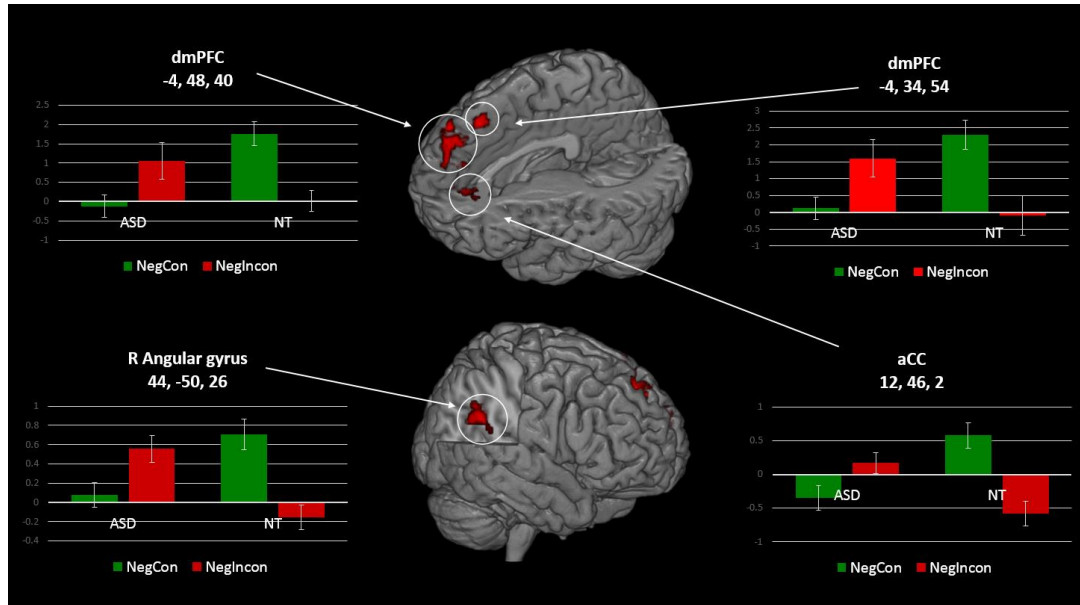 dmPFC
-4, 48, 40
2.5
2
1.5
1
0.5
0
-0.5
-1
ASD
NT
NegCon
NegIncon
dmPFC
-4, 34, 54
3
2.5
2
1.5
1
0.5
0
-0.5
-1
ASD
NT
NegCon
NegIncon
R Angular gyrus
44, -50, 26
1
0.8
0.6
0.4
0.2
0
-0.2
-0.4
ASD
NT
NegCon
NegIncon
aCC
12, 46, 2
1
0.5
0
-0.5
-1
ASD
NT
NegCon
NegIncon